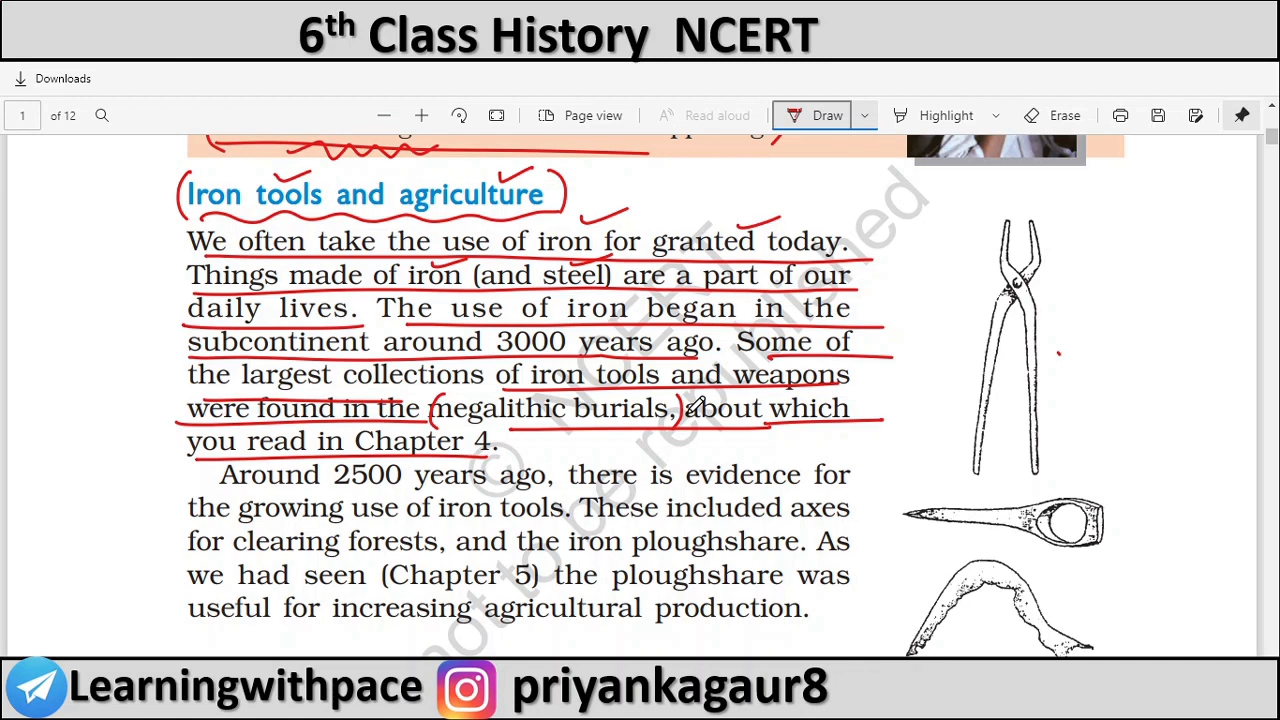 6th Class History NCERT
Downloads
1 of 12 Page view Read aloud Draw Highlight Erase
Iron tools and agriculture
We often take the use of iron for granted today.
Things made of iron (and steel) are a part of our
daily lives. The use of iron began in the
subcontinent around 3000 years ago. Some of
the largest collections of iron tools and weapons
were found in the megalithic burials, about which
you read in Chapter 4.
Around 2500 years ago, there is evidence for
the growing use of iron tools. These included axes
for clearing forests, and the iron ploughshare. As
we had seen (Chapter 5) the ploughshare was
useful for increasing agricultural production.
© NCERT
not to be republished
Learningwithpace priyankagaur8